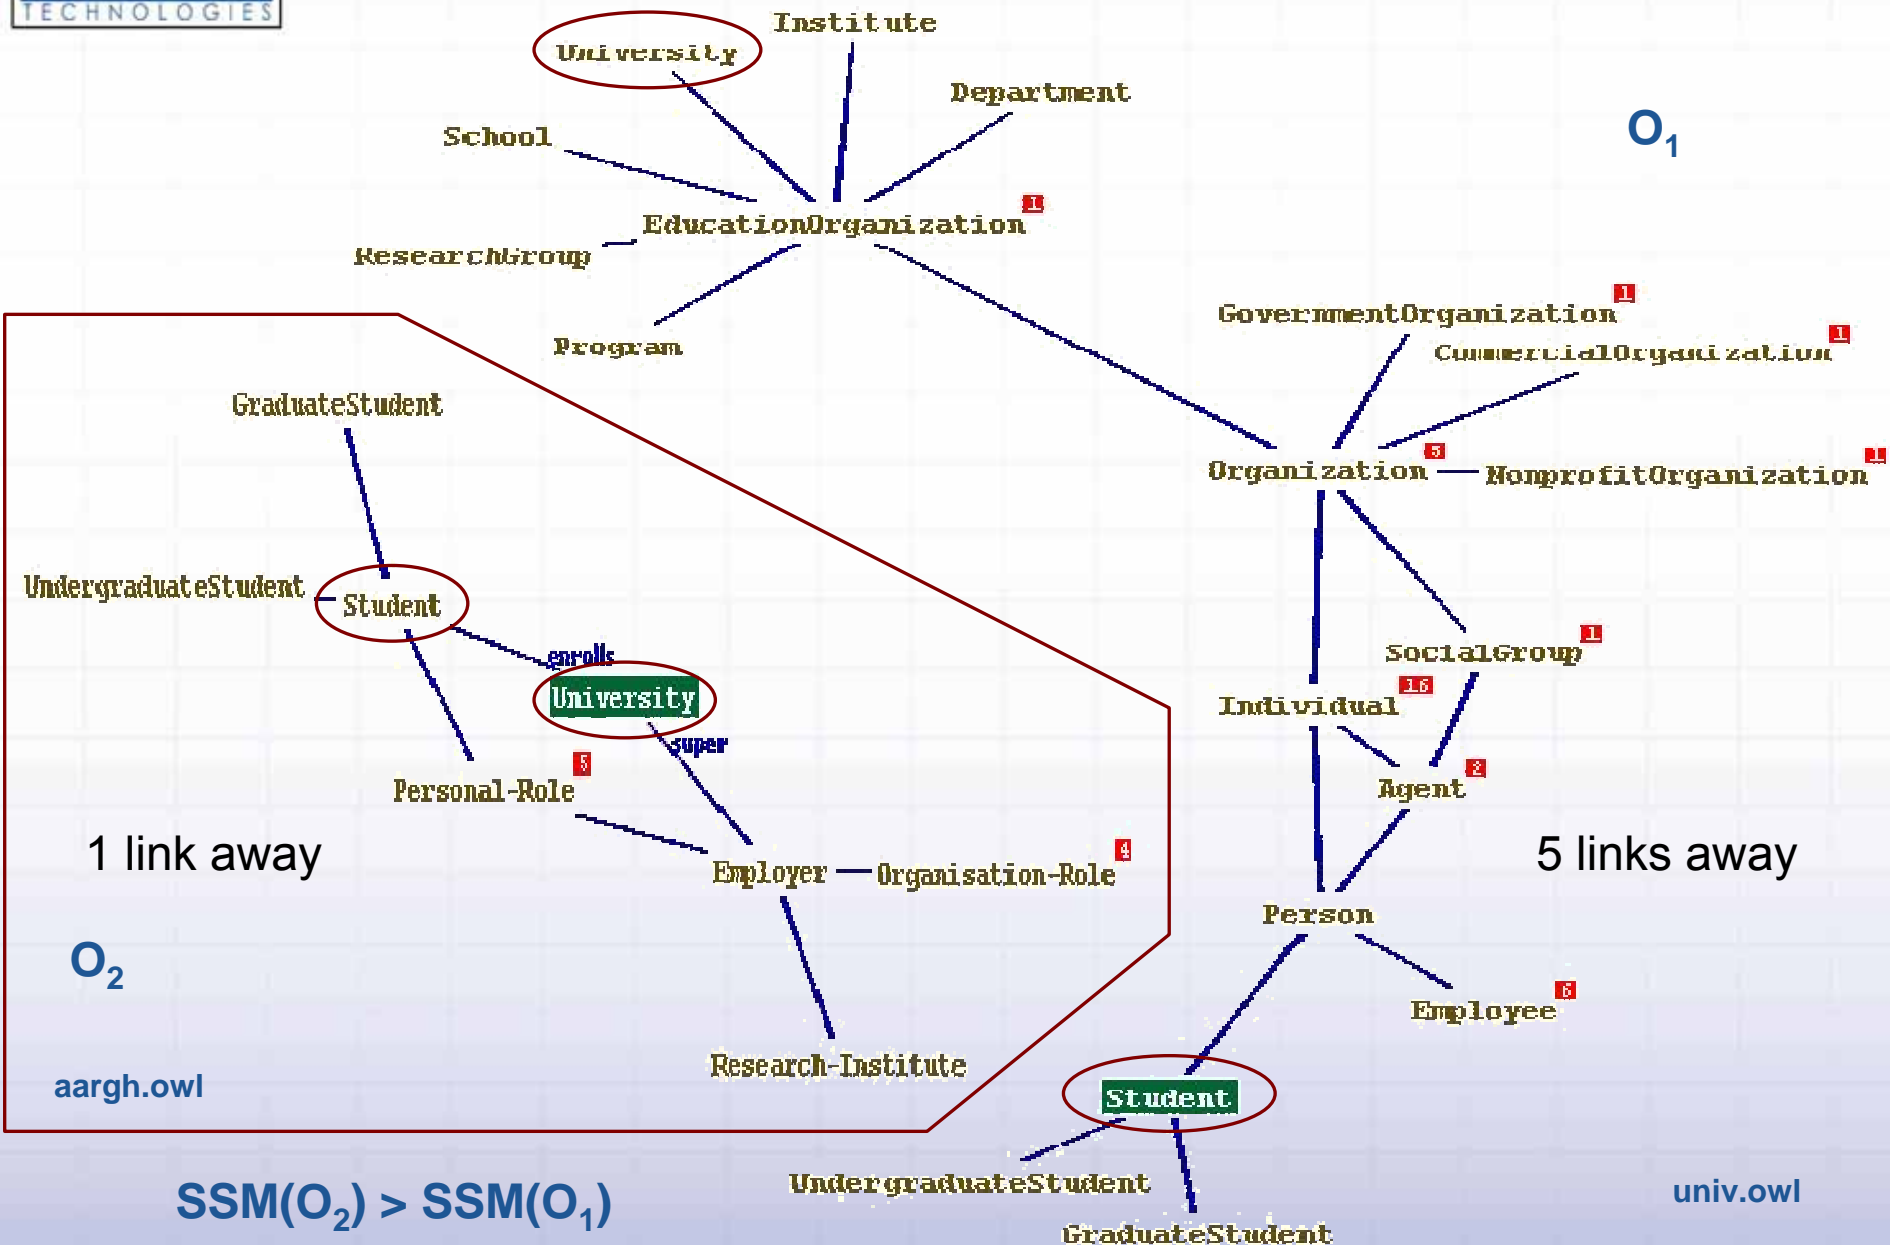 TECHNOLOGIES
Institute
University
Department
School
O1
EducationOrganization 1
ResearchGroup
Program
GovernmentOrganization 1
CommercialOrganization 1
Organization 5
NonprofitOrganization 1
GraduateStudent
UndergraduateStudent
Student
enrolls
University
super
Personal-Role 5
1 link away
Employer
Organisation-Role 4
O2
Research-Institute
aargh.owl
SocialGroup 1
Individual 16
Agent 2
5 links away
Person
Employee 6
Student
UndergraduateStudent
GraduateStudent
SSM(O2) > SSM(O1)
univ.owl